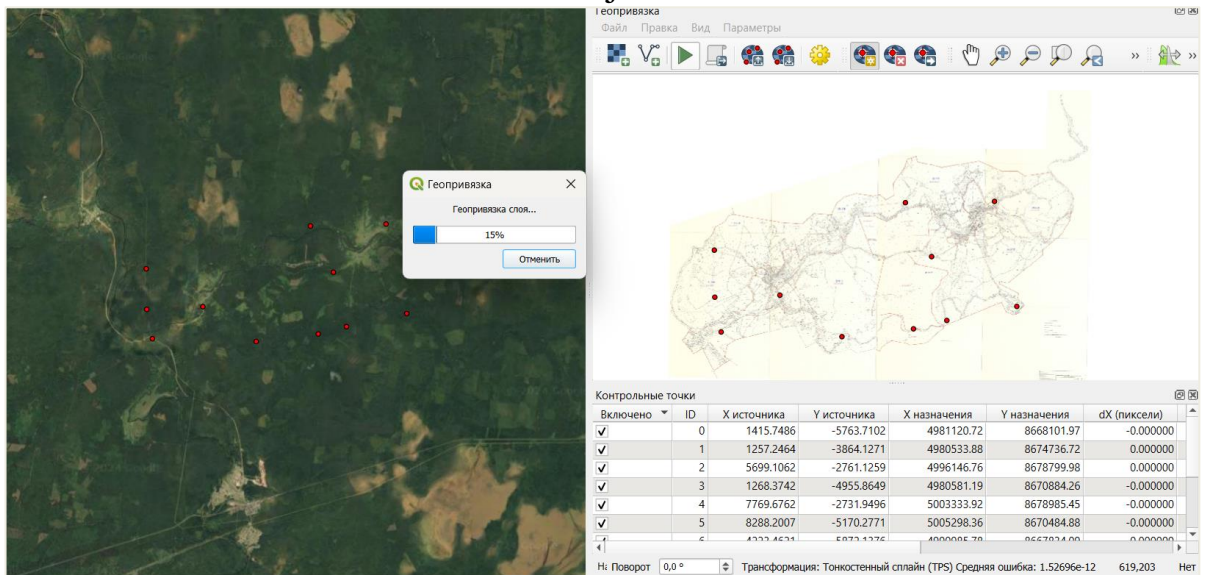 Геопривязка
Файл Правка Вид Параметры
Геопривязка
Геопривязка слоя...
15%
Отменить
Контрольные точки
Включено ID X источника Y источника X назначения Y назначения dX (пиксели)
0 1415.7486 -5763.7102 4981120.72 8668101.97 -0.000000
1 1257.2464 -3864.1271 4980533.88 8674736.72 0.000000
2 5699.1062 -2761.1259 4996146.76 8678799.98 0.000000
3 1268.3742 -4955.8649 4980581.19 8670884.26 -0.000000
4 7769.6762 -2731.9496 5003333.92 8678985.45 -0.000000
5 8288.2007 -5170.2771 5005298.36 8670484.88 -0.000000
Поворот 0,0 ° Трансформация: Тонкостенный сплайн (TPS) Средняя ошибка: 1.52696e-12 619,203 Нет